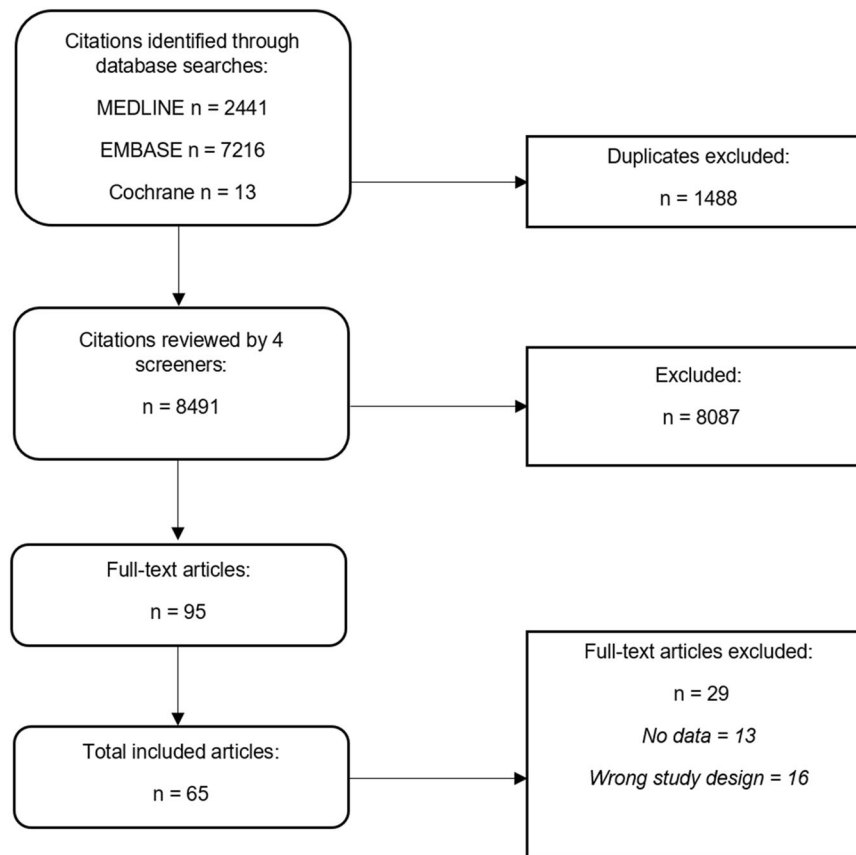 Citations identified through
database searches:
MEDLINE n = 2441
EMBASE n = 7216
Cochrane n = 13
Duplicates excluded:
n = 1488
Citations reviewed by 4
screeners:
n = 8491
Excluded:
n = 8087
Full-text articles:
n = 95
Full-text articles excluded:
n = 29
No data = 13
Wrong study design = 16
Total included articles:
n = 65